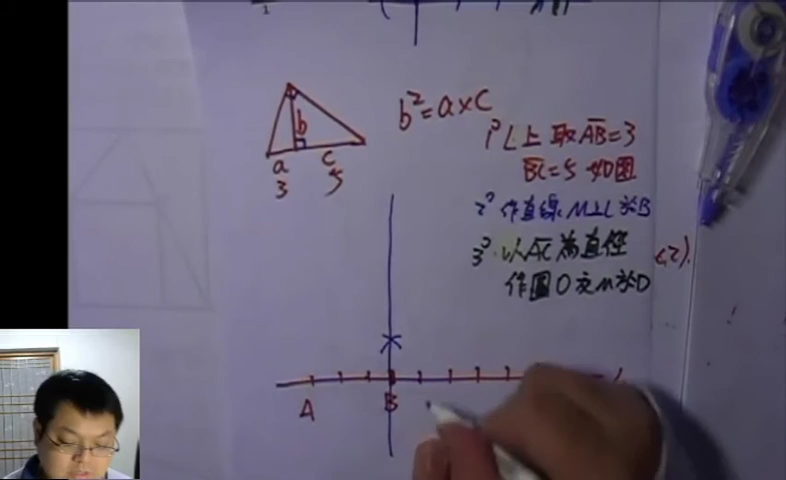 b
b²=a×c
a c
3 5
1° L上取AB=3
BC=5 如圖
2° 作直線M⊥L於B
3° 以AC為直徑
作圓O交M於D
<2).
A B